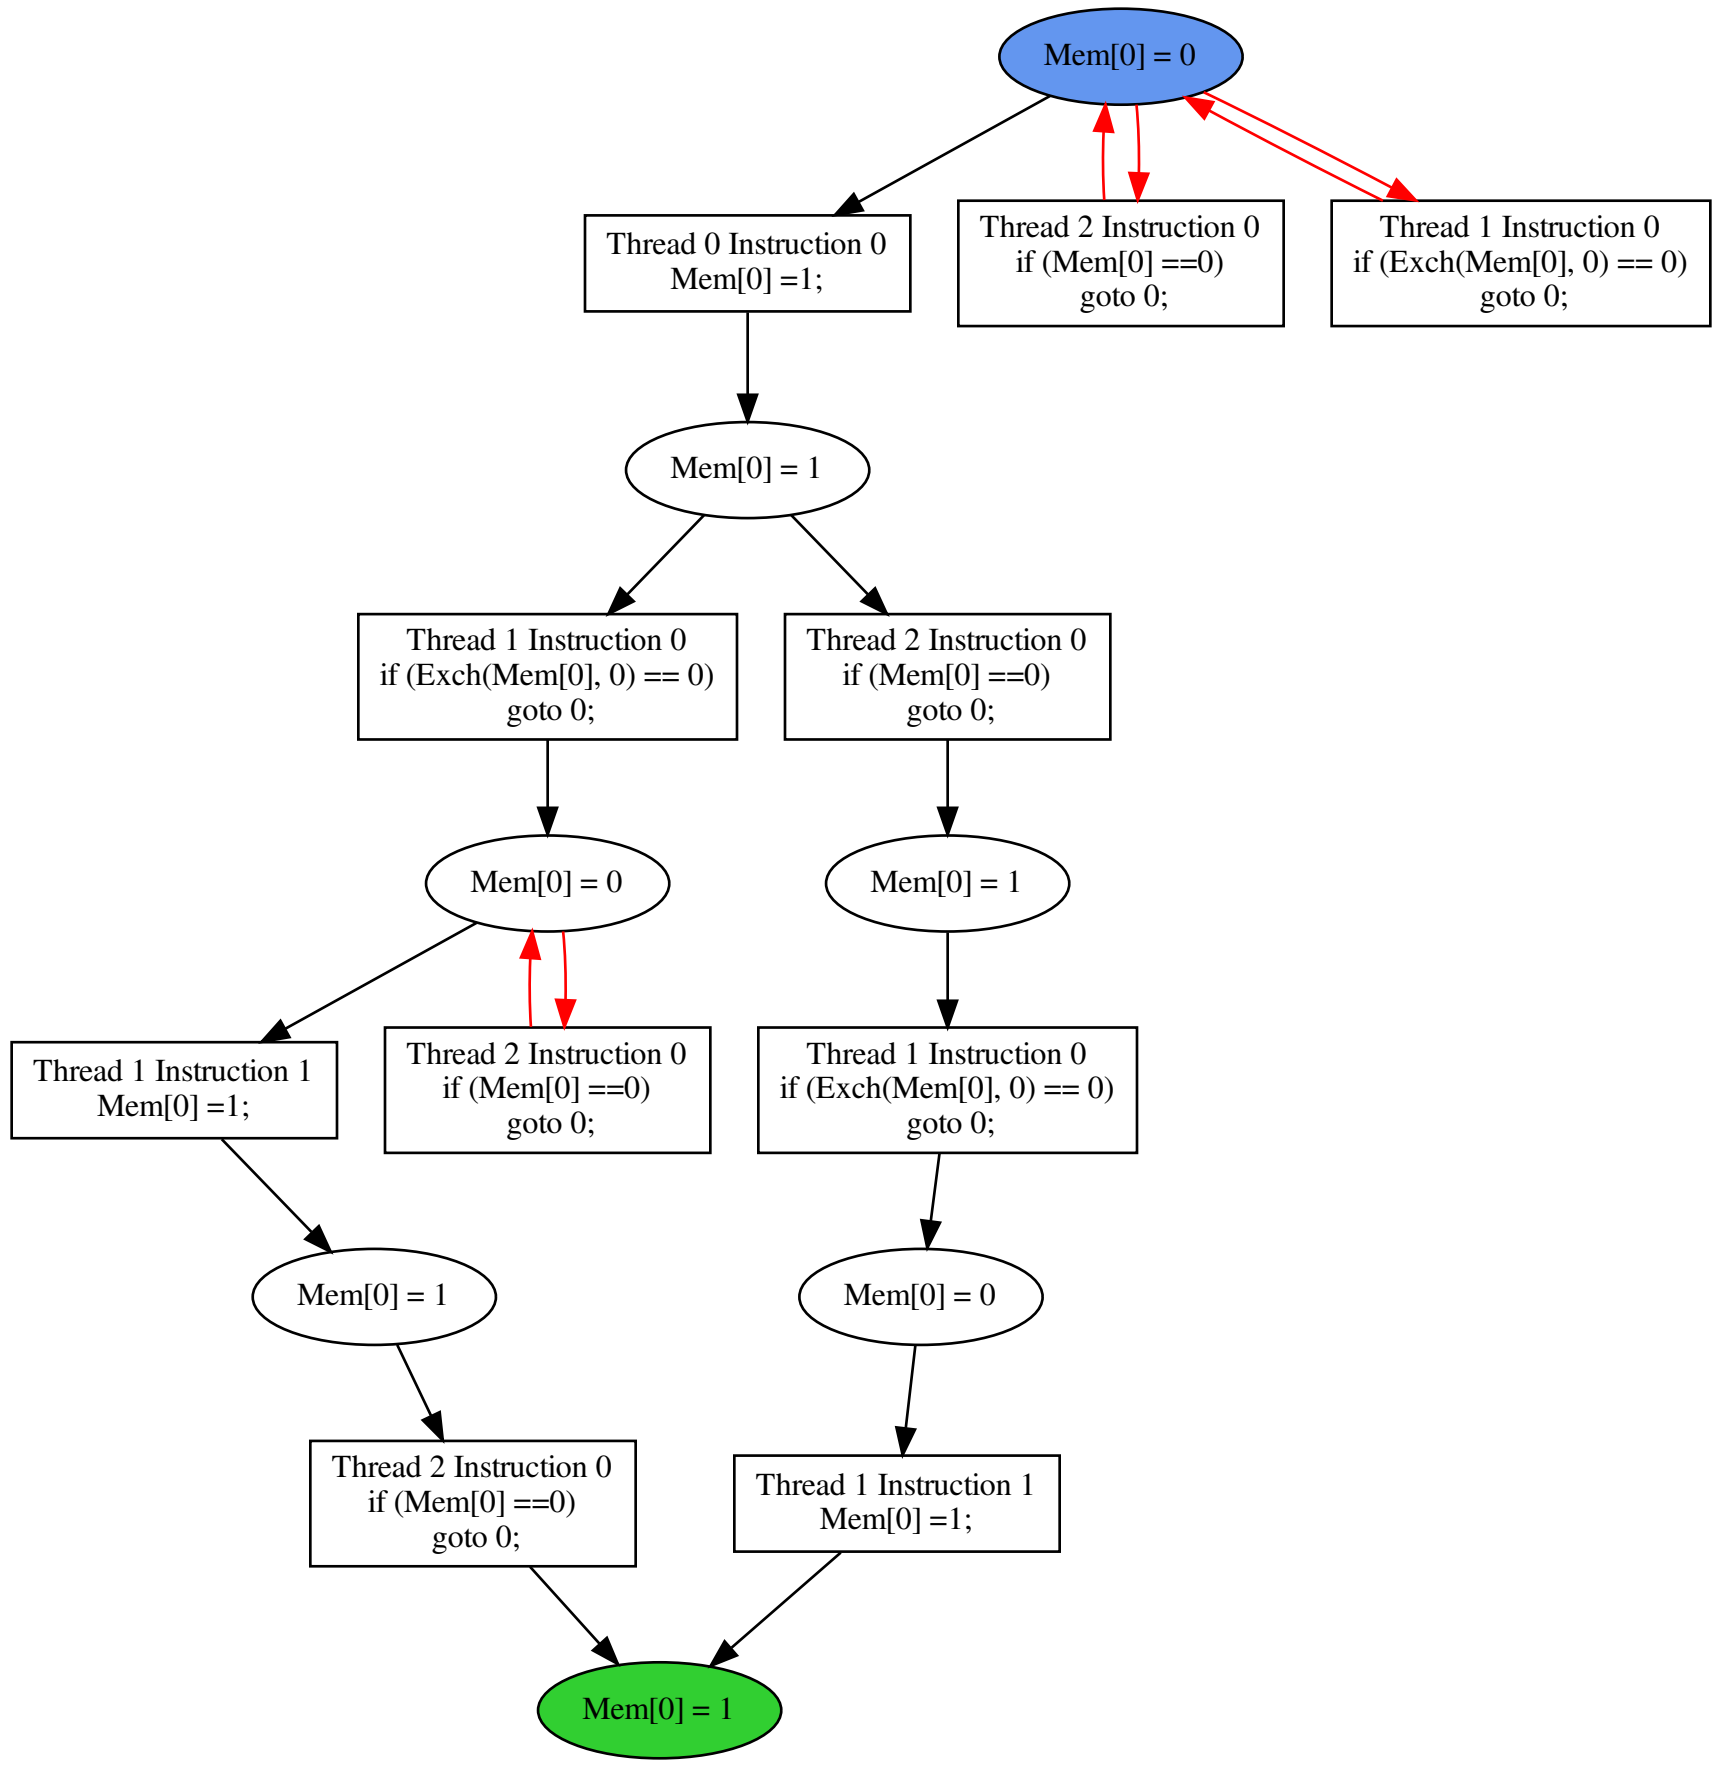 Mem[0] = 0
Thread 0 Instruction 0
Mem[0] =1;
Thread 2 Instruction 0
if (Mem[0] ==0)
goto 0;
Thread 1 Instruction 0
if (Exch(Mem[0], 0) == 0)
goto 0;
Mem[0] = 1
Thread 1 Instruction 0
if (Exch(Mem[0], 0) == 0)
goto 0;
Thread 2 Instruction 0
if (Mem[0] ==0)
goto 0;
Mem[0] = 0
Mem[0] = 1
Thread 1 Instruction 1
Mem[0] =1;
Thread 2 Instruction 0
if (Mem[0] ==0)
goto 0;
Thread 1 Instruction 0
if (Exch(Mem[0], 0) == 0)
goto 0;
Mem[0] = 1
Mem[0] = 0
Thread 2 Instruction 0
if (Mem[0] ==0)
goto 0;
Thread 1 Instruction 1
Mem[0] =1;
Mem[0] = 1